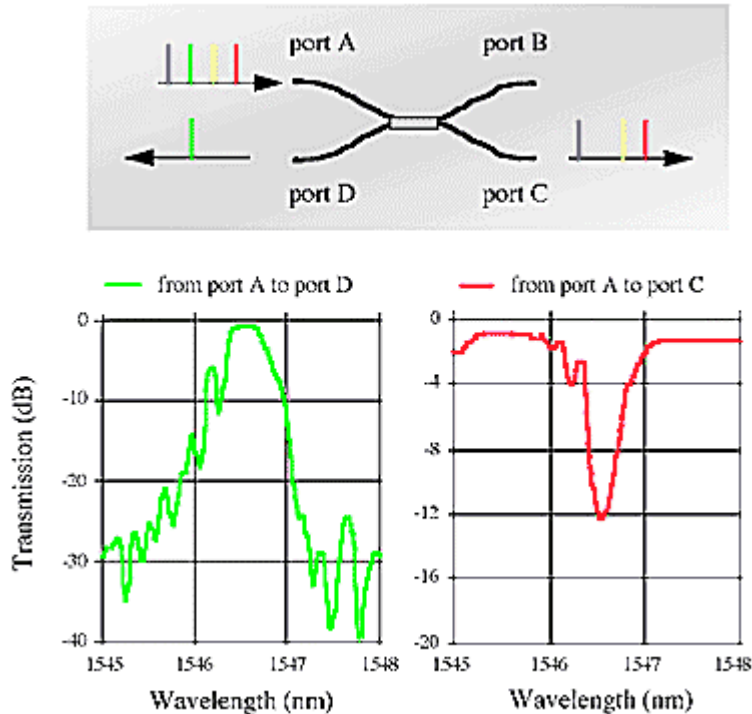 port A port B
port D port C
from port A to port D
from port A to port C
Transmission (dB)
0
-10
-20
-30
-40
1545 1546 1547 1548
Wavelength (nm)
0
-4
-8
-12
-16
-20
1545 1546 1547 1548
Wavelength (nm)